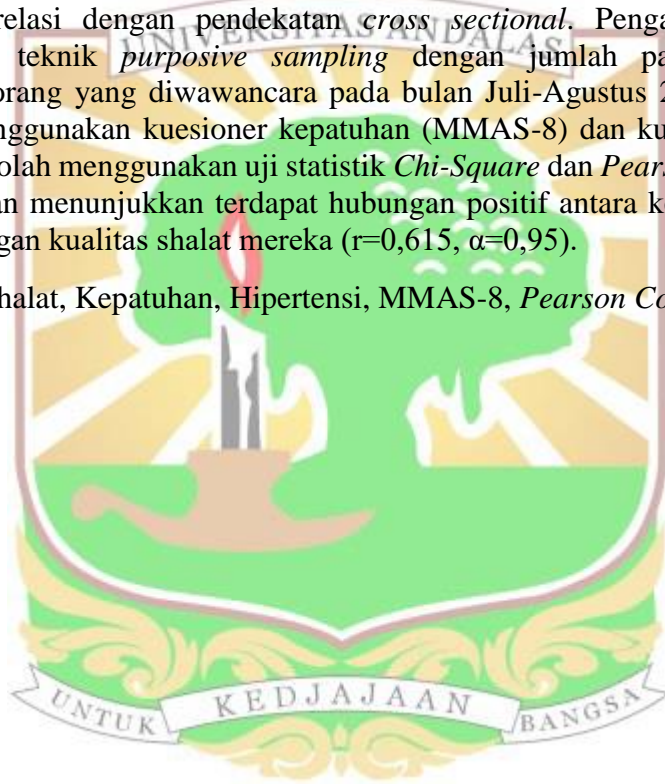 relasi dengan pendekatan cross sectional. Penga
UNIVERSITAS ANDALAS
teknik purposive sampling dengan jumlah pa
orang yang diwawancara pada bulan Juli-Agustus 2
nggunakan kuesioner kepatuhan (MMAS-8) dan ku
olah menggunakan uji statistik Chi-Square dan Pears
an menunjukkan terdapat hubungan positif antara ke
gan kualitas shalat mereka (r=0,615, α=0,95).
halat, Kepatuhan, Hipertensi, MMAS-8, Pearson Co
UNTUK KEDJAJAAN BANGSA